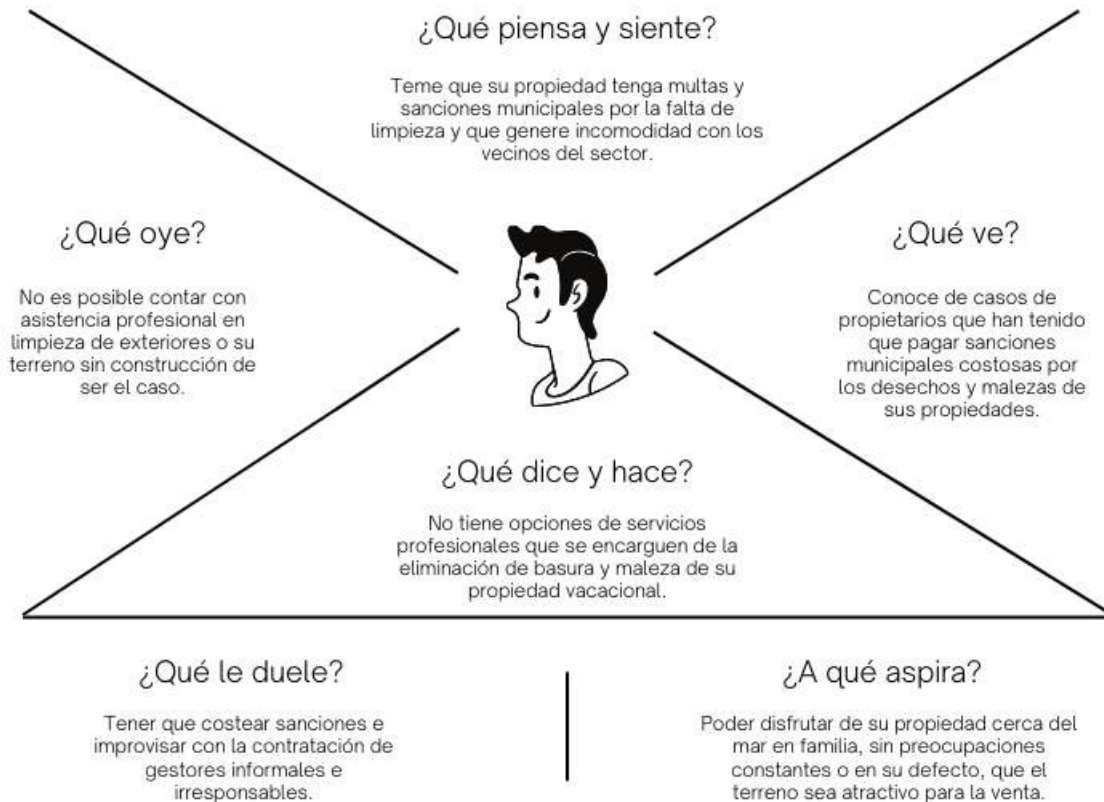 ¿Qué piensa y siente?
Teme que su propiedad tenga multas y
sanciones municipales por la falta de
limpieza y que genere incomodidad con los
vecinos del sector.
¿Qué oye?
No es posible contar con
asistencia profesional en
limpieza de exteriores o su
terreno sin construcción de
ser el caso.
¿Qué ve?
Conoce de casos de
propietarios que han tenido
que pagar sanciones
municipales costosas por
los desechos y malezas de
sus propiedades.
¿Qué dice y hace?
No tiene opciones de servicios
profesionales que se encarguen de la
eliminación de basura y maleza de su
propiedad vacacional.
¿Qué le duele?
Tener que costear sanciones e
improvisar con la contratación de
gestores informales e
irresponsables.
¿A qué aspira?
Poder disfrutar de su propiedad cerca del
mar en familia, sin preocupaciones
constantes o en su defecto, que el
terreno sea atractivo para la venta.